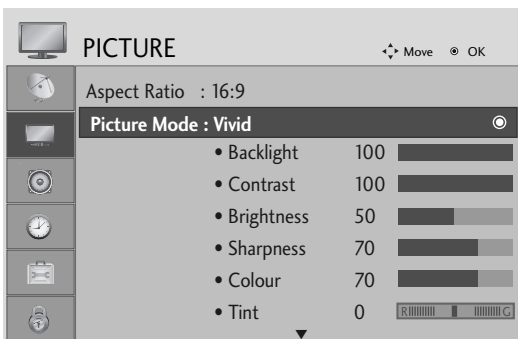 PICTURE Move OK
Aspect Ratio : 16:9
Picture Mode : Vivid
• Backlight 100
• Contrast 100
• Brightness 50
• Sharpness 70
• Colour 70
• Tint 0 R G